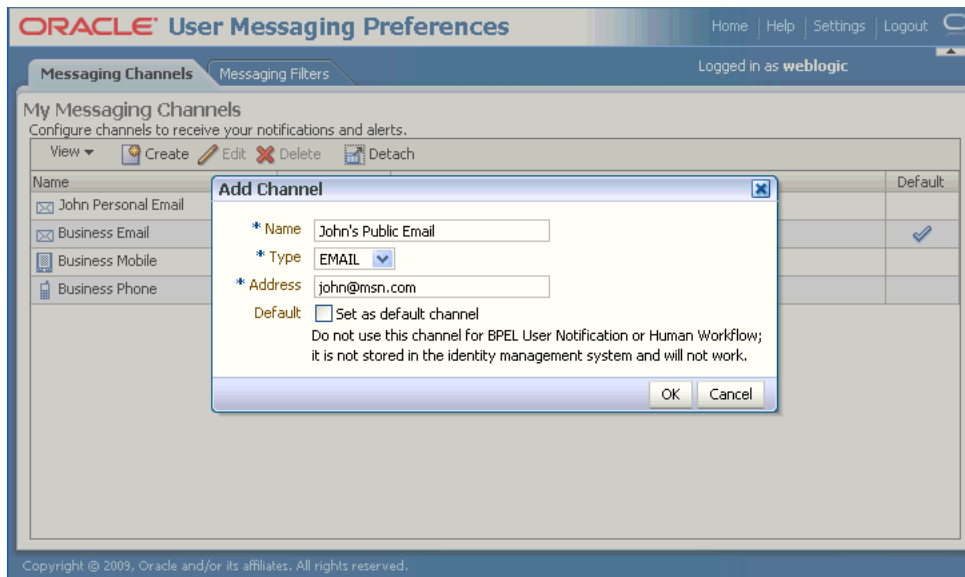 ORACLE User Messaging Preferences
Home | Help | Settings | Logout
Messaging Channels
Messaging Filters
Logged in as weblogic
My Messaging Channels
Configure channels to receive your notifications and alerts.
View
Create
Edit
Delete
Detach
Name
Default
John Personal Email
Business Email
Business Mobile
Business Phone
Add Channel
* Name John's Public Email
* Type EMAIL
* Address john@msn.com
Default Set as default channel
Do not use this channel for BPEL User Notification or Human Workflow;
it is not stored in the identity management system and will not work.
OK
Cancel
Copyright © 2009, Oracle and/or its affiliates. All rights reserved.